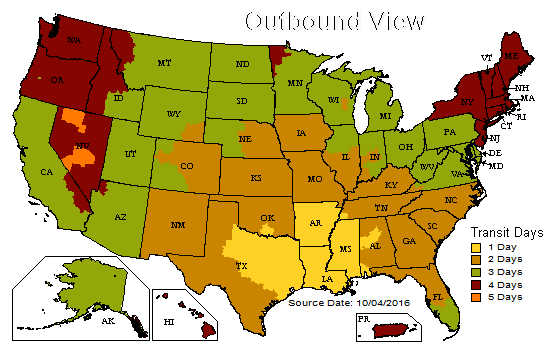 Outbound View
WA
OR
CA
NV
ID
MT
WY
UT
AZ
CO
NM
ND
SD
NE
KS
OK
TX
MN
IA
MO
AR
LA
WI
IL
MI
IN
OH
KY
TN
MS
AL
GA
FL
SC
NC
VA
WV
PA
NY
VT
ME
NH
MA
RI
CT
NJ
DE
MD
AK
HI
PR
Transit Days
1 Day
2 Days
3 Days
4 Days
5 Days
Source Date: 10/04/2016